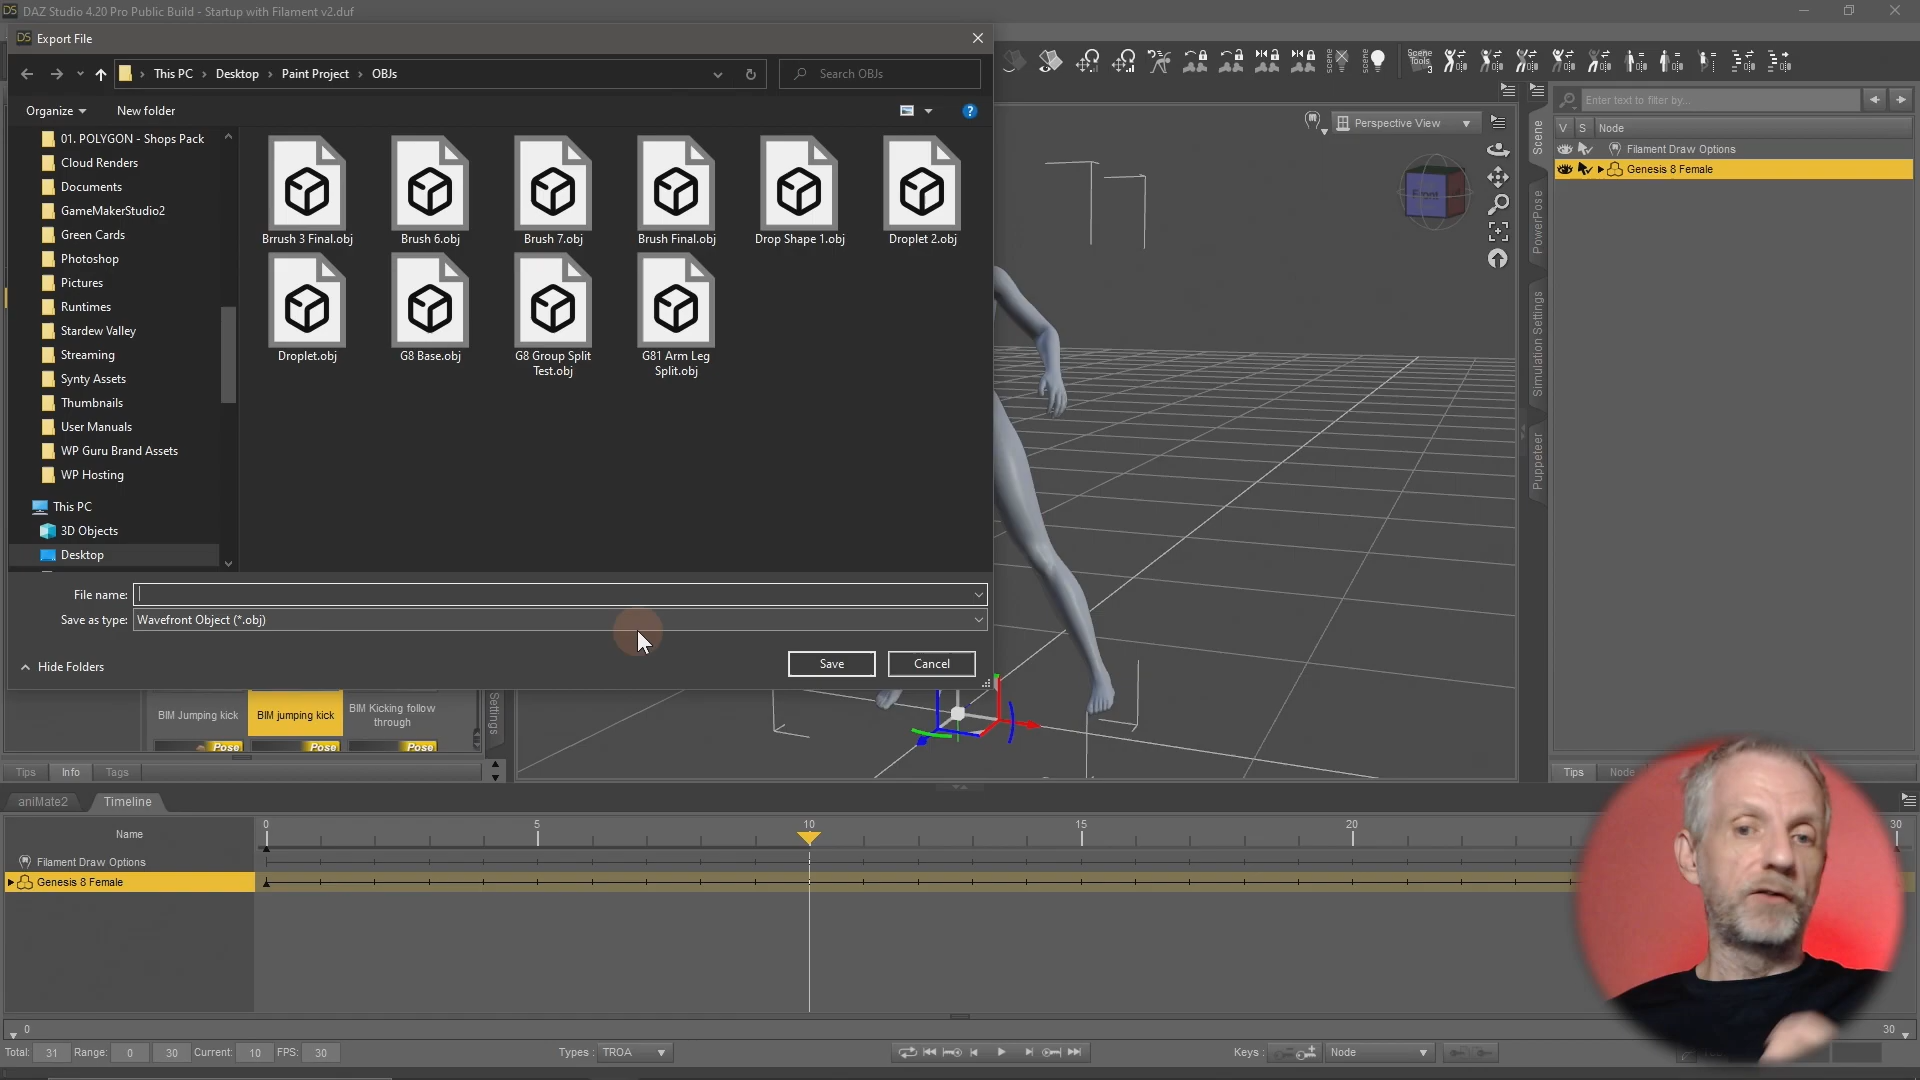 DAZ Studio 4.20 Pro Public Build - Startup with Filament v2.duf
Export File
This PC
Desktop
Paint Project
OBJs
Search OBJs
Organize
New folder
01. POLYGON - Shops Pack
Cloud Renders
Documents
GameMakerStudio2
Green Cards
Photoshop
Pictures
Runtimes
Stardew Valley
Streaming
Synty Assets
Thumbnails
User Manuals
WP Guru Brand Assets
WP Hosting
This PC
3D Objects
Desktop
Brrush 3 Final.obj
Brush 6.obj
Brush 7.obj
Brush Final.obj
Drop Shape 1.obj
Droplet 2.obj
Droplet.obj
G8 Base.obj
G8 Group Split
Test.obj
G81 Arm Leg
Split.obj
File name:
Save as type:
Wavefront Object (*.obj)
Hide Folders
Save
Cancel
Scene
Tools
3
scene
scene
Perspective View
Front
Scene
PowerPose
Simulation Settings
Puppeteer
Enter text to filter by...
V
S
Node
Filament Draw Options
Genesis 8 Female
BIM Jumping kick
BIM jumping kick
BIM Kicking follow
through
Pose
Pose
Pose
Settings
Tips
Info
Tags
Tips
Node
aniMate2
Timeline
Name
0
5
10
15
20
30
Filament Draw Options
Genesis 8 Female
0
30
Total:
31
Range:
0
30
Current:
10
FPS:
30
Types :
TROA
Keys :
Node